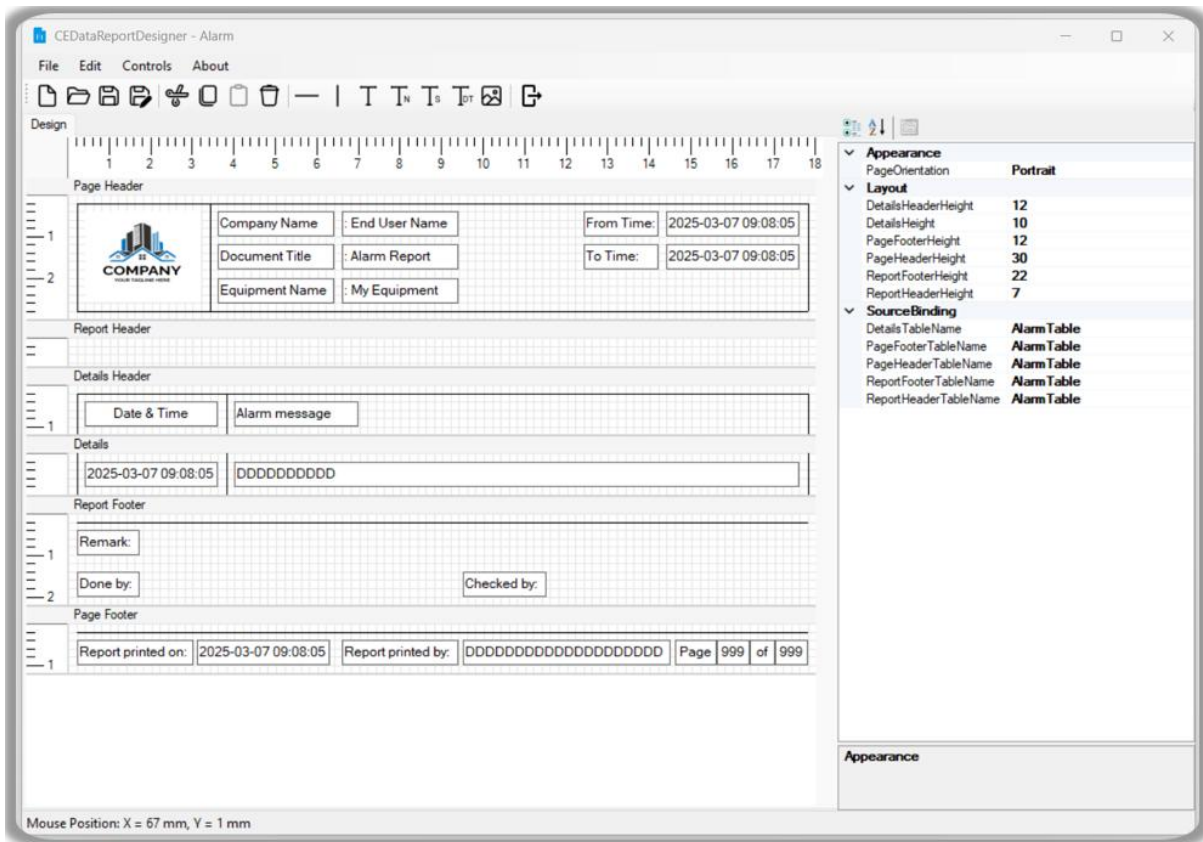 CEDataReportDesigner - Alarm
File Edit Controls About
T TN TS TDT
Design
1 2 3 4 5 6 7 8 9 10 11 12 13 14 15 16 17 18
Page Header
1
2
COMPANY
YOUR TAGLINE HERE
Company Name : End User Name From Time: 2025-03-07 09:08:05
Document Title : Alarm Report To Time: 2025-03-07 09:08:05
Equipment Name : My Equipment
Report Header
Details Header
1
Date & Time Alarm message
Details
2025-03-07 09:08:05 DDDDDDDDDD
Report Footer
1
2
Remark:
Done by: Checked by:
Page Footer
1
Report printed on: 2025-03-07 09:08:05 Report printed by: DDDDDDDDDDDDDDDDDDDD Page 999 of 999
A Z
Appearance
PageOrientation Portrait
Layout
DetailsHeaderHeight 12
DetailsHeight 10
PageFooterHeight 12
PageHeaderHeight 30
ReportFooterHeight 22
ReportHeaderHeight 7
SourceBinding
DetailsTableName AlarmTable
PageFooterTableName AlarmTable
PageHeaderTableName AlarmTable
ReportFooterTableName AlarmTable
ReportHeaderTableName AlarmTable
Appearance
Mouse Position: X = 67 mm, Y = 1 mm